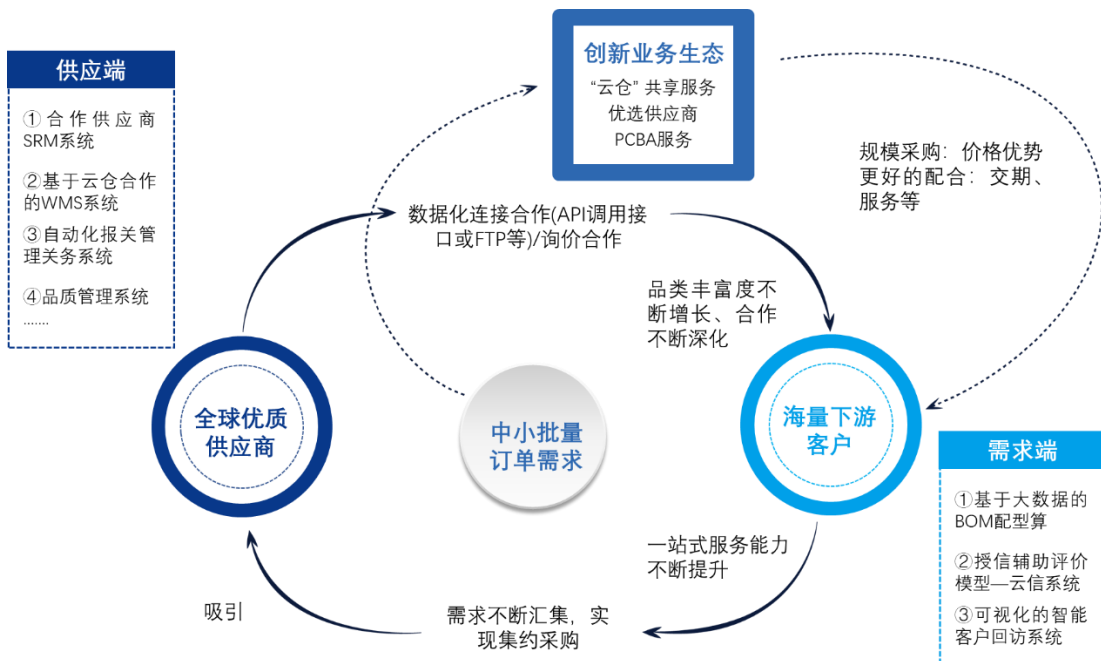 创新业务生态
“云仓” 共享服务
优选供应商
PCBA服务
供应端
①合作供应商
SRM系统
②基于云仓合作
的WMS系统
③自动化报关管
理关务系统
④品质管理系统
.......
规模采购：价格优势
更好的配合：交期、
服务等
数据化连接合作(API调用接
口或FTP等)/询价合作
品类丰富度不
断增长、合作
不断深化
全球优质
供应商
中小批量
订单需求
海量下游
客户
需求端
①基于大数据的
BOM配型算
②授信辅助评价
模型—云信系统
③可视化的智能
客户回访系统
一站式服务能力
不断提升
需求不断汇集，实
现集约采购
吸引